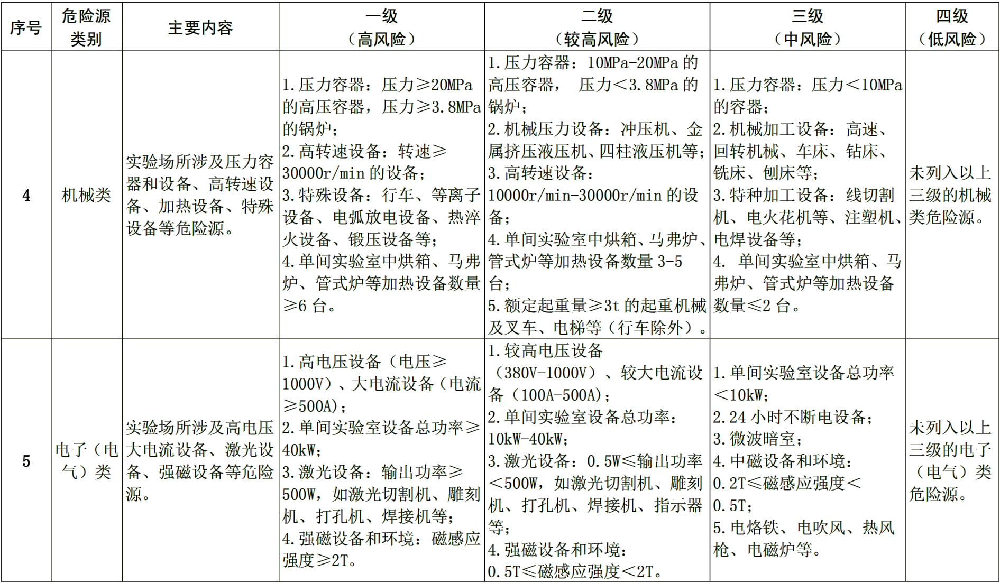 序号
危险源
类别
主要内容
一级
（高风险）
二级
（较高风险）
三级
（中风险）
四级
（低风险）
4
机械类
实验场所涉及压力容
器和设备、高转速设
备、加热设备、特殊
设备等危险源。
1.压力容器：压力≥20MPa
的高压容器，压力≥3.8MPa
的锅炉；
2.高转速设备：转速≥
30000r/min 的设备；
3.特殊设备：行车、等离子
设备、电弧放电设备、热淬
火设备、锻压设备等；
4.单间实验室中烘箱、马弗
炉、管式炉等加热设备数量
≥6 台。
1.压力容器：10MPa-20MPa 的
高压容器， 压力＜3.8MPa 的
锅炉；
2.机械压力设备：冲压机、金
属挤压液压机、四柱液压机等；
3.高转速设备：
10000r/min-30000r/min 的设
备；
4.单间实验室中烘箱、马弗炉、
管式炉等加热设备数量 3-5
台；
5.额定起重量≥3t 的起重机械
及叉车、电梯等（行车除外）。
1.压力容器：压力＜10MPa
的容器；
2.机械加工设备：高速、
回转机械、车床、钻床、
铣床、刨床等；
3.特种加工设备：线切割
机、电火花机等、注塑机、
电焊设备等；
4. 单间实验室中烘箱、马
弗炉、管式炉等加热设备
数量≤2 台。
未列入以上
三级的机械
类危险源。
5
电子（电
气）类
实验场所涉及高电压
大电流设备、激光设
备、强磁设备等危险
源。
1.高电压设备（电压≥
1000V）、大电流设备（电流
≥500A)；
2.单间实验室设备总功率≥
40kW；
3.激光设备：输出功率≥
500W，如激光切割机、雕刻
机、打孔机、焊接机等；
4.强磁设备和环境：磁感应
强度≥2T。
1.较高电压设备
（380V-1000V）、较大电流设
备（100A-500A)；
2.单间实验室设备总功率：
10kW-40kW；
3.激光设备：0.5W≤输出功率
＜500W，如激光切割机、雕刻
机、打孔机、焊接机、指示器
等；
4.强磁设备和环境：
0.5T≤磁感应强度＜2T。
1.单间实验室设备总功率
＜10kW；
2.24 小时不断电设备；
3.微波暗室；
4.中磁设备和环境：
0.2T≤磁感应强度＜
0.5T；
5.电烙铁、电吹风、热风
枪、电磁炉等。
未列入以上
三级的电子
（电气）类
危险源。